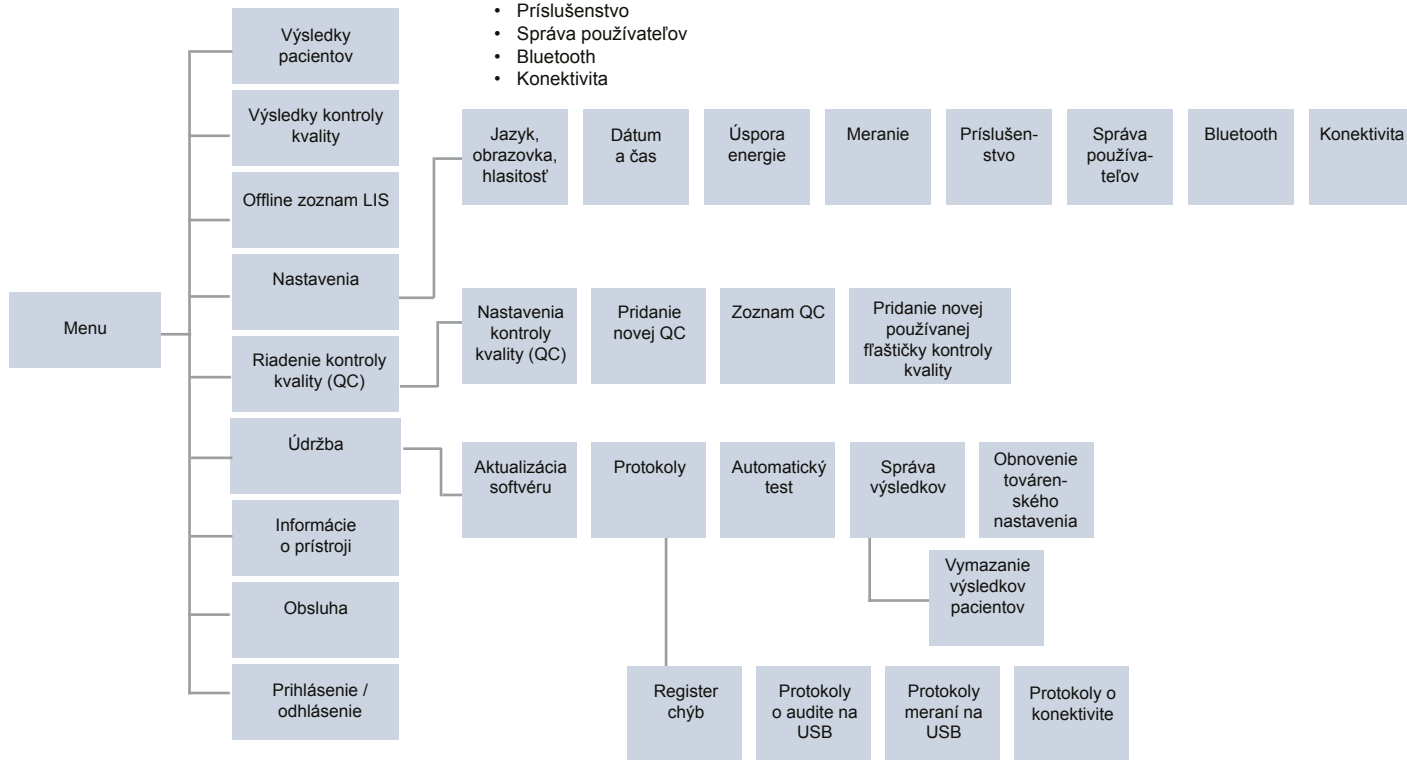 • Príslušenstvo
• Správa používateľov
• Bluetooth
• Konektivita
Menu
Výsledky
pacientov
Výsledky kontroly
kvality
Offline zoznam LIS
Nastavenia
Riadenie kontroly
kvality (QC)
Údržba
Informácie
o prístroji
Obsluha
Prihlásenie /
odhlásenie
Jazyk,
obrazovka,
hlasitosť
Dátum
a čas
Úspora
energie
Meranie
Príslušen-
stvo
Správa
používa-
teľov
Bluetooth
Konektivita
Nastavenia
kontroly
kvality (QC)
Pridanie
novej QC
Zoznam QC
Pridanie novej
používanej
fľaštičky kontroly
kvality
Aktualizácia
softvéru
Protokoly
Automatický
test
Správa
výsledkov
Obnovenie
továren-
ského
nastavenia
Vymazanie
výsledkov
pacientov
Register
chýb
Protokoly
o audite na
USB
Protokoly
meraní na
USB
Protokoly o
konektivite